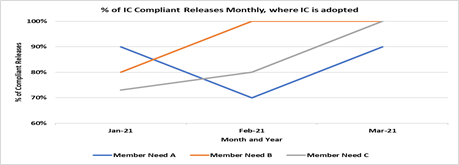 % of IC Compliant Releases Monthly, where IC is adopted
% of Compliant Releases
100%
90%
80%
70%
60%
Jan-21 Feb-21 Mar-21
Month and Year
Member Need A Member Need B Member Need C